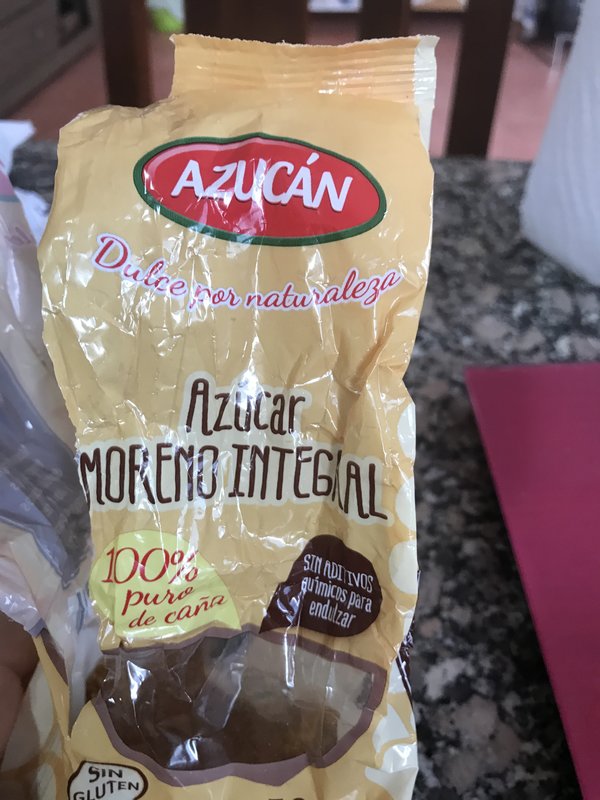 AZUCÁN
Dulce por naturaleza
Azúcar
MORENO INTEGRAL
100%
puro
de caña
SIN ADITIVOS
químicos para
endulzar
SIN
GLUTEN